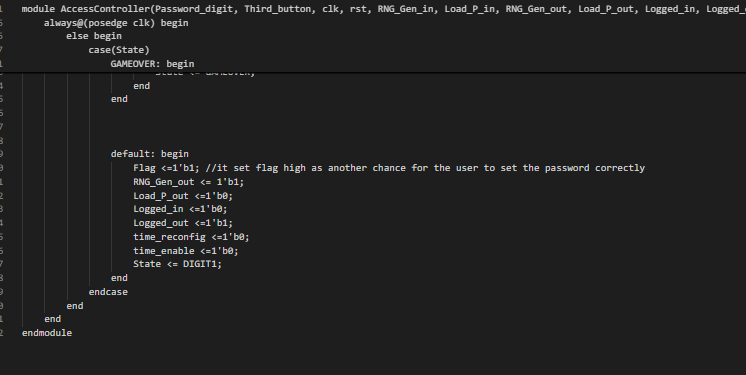 module AccessController(Password_digit, Third_button, clk, rst, RNG_Gen_in, Load_P_in, RNG_Gen_out, Load_P_out, Logged_in, Logged_
always@(posedge clk) begin
else begin
case(State)
GAMEOVER: begin
end
end
default: begin
Flag <=1'b1; //it set flag high as another chance for the user to set the password correctly
RNG_Gen_out <= 1'b1;
Load_P_out <=1'b0;
Logged_in <=1'b0;
Logged_out <=1'b1;
time_reconfig <=1'b0;
time_enable <=1'b0;
State <= DIGIT1;
end
endcase
end
end
endmodule